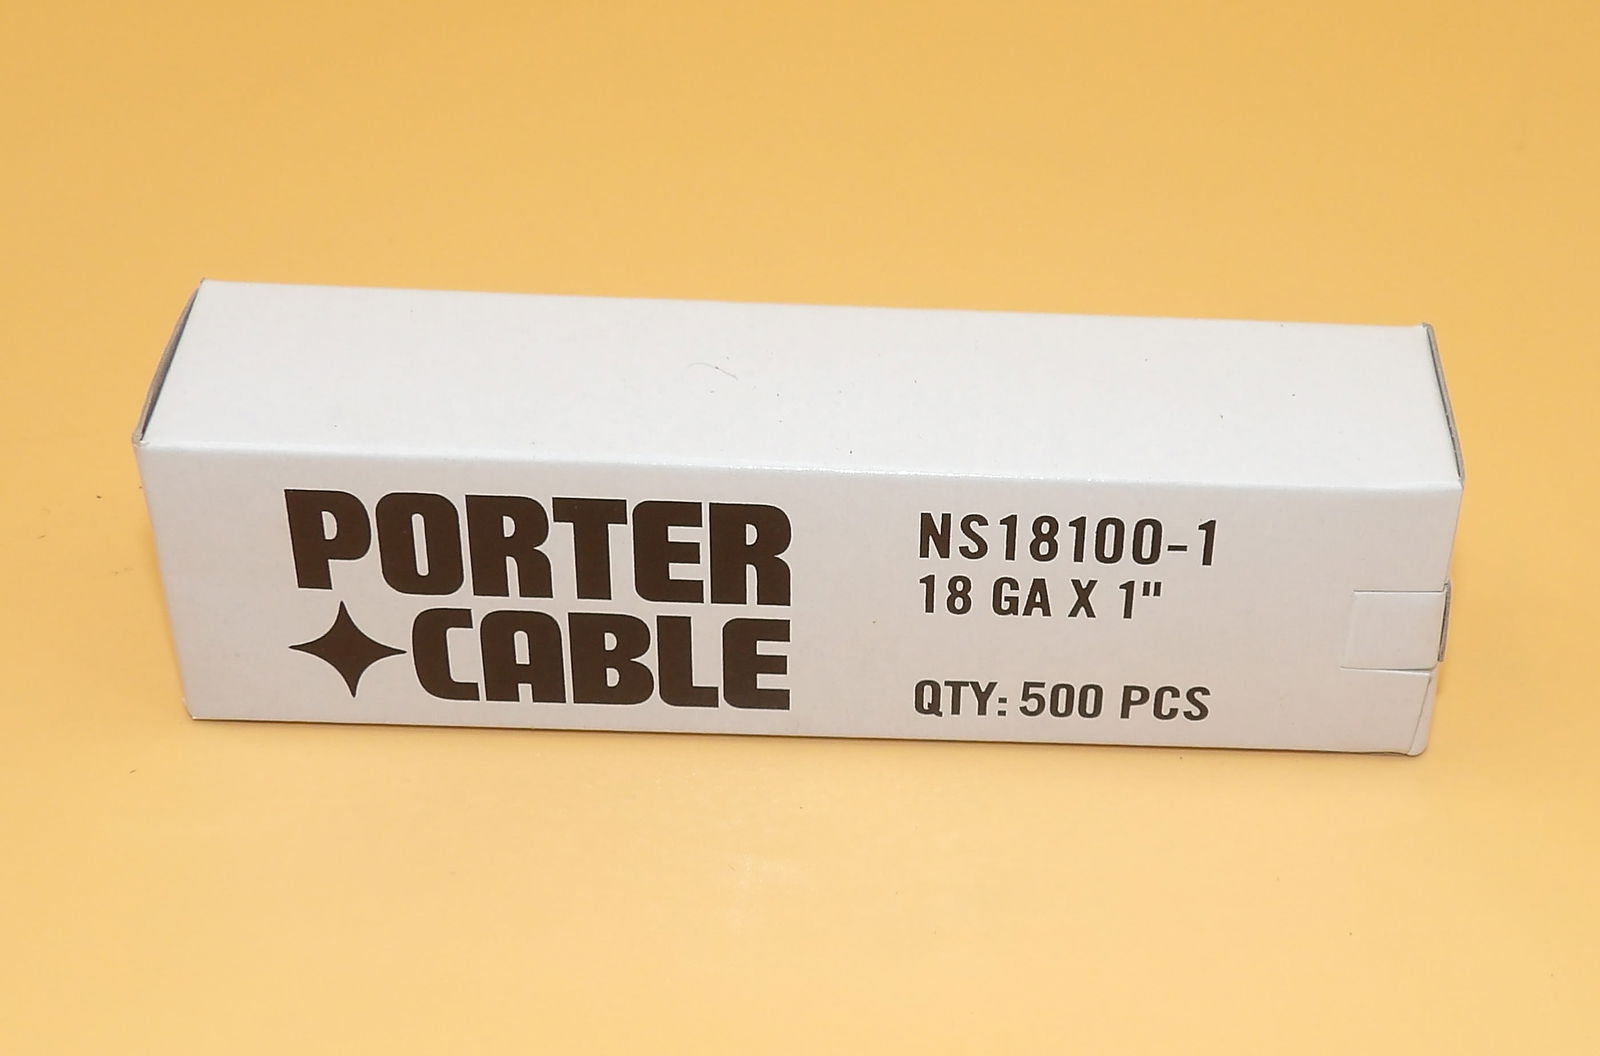 PORTER
CABLE
NS18100-1
18 GA X 1"
QTY: 500 PCS